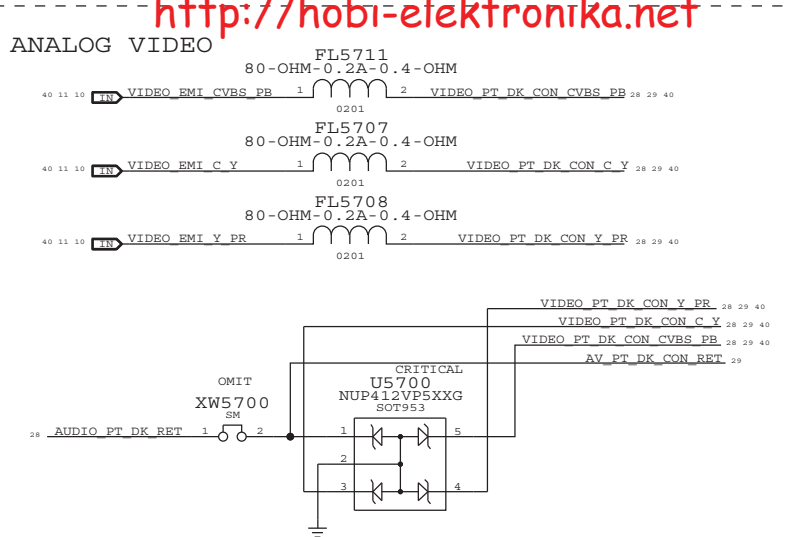 http://hobi-elektronika.net
ANALOG VIDEO
FL5711
80-OHM-0.2A-0.4-OHM
40 11 10 IN VIDEO_EMI_CVBS_PB 1 2 VIDEO_PT_DK_CON_CVBS_PB 28 29 40
0201
FL5707
80-OHM-0.2A-0.4-OHM
40 11 10 IN VIDEO_EMI_C_Y 1 2 VIDEO_PT_DK_CON_C_Y 28 29 40
0201
FL5708
80-OHM-0.2A-0.4-OHM
40 11 10 IN VIDEO_EMI_Y_PR 1 2 VIDEO_PT_DK_CON_Y_PR 28 29 40
0201
VIDEO_PT_DK_CON_Y_PR 28 29 40
VIDEO_PT_DK_CON_C_Y 28 29 40
VIDEO_PT_DK_CON_CVBS_PB 28 29 40
AV_PT_DK_CON_RET 29
CRITICAL
OMIT
U5700
NUP412VP5XXG
XW5700
SOT953
SM
28 AUDIO_PT_DK_RET 1 2 1 5
2
3 4